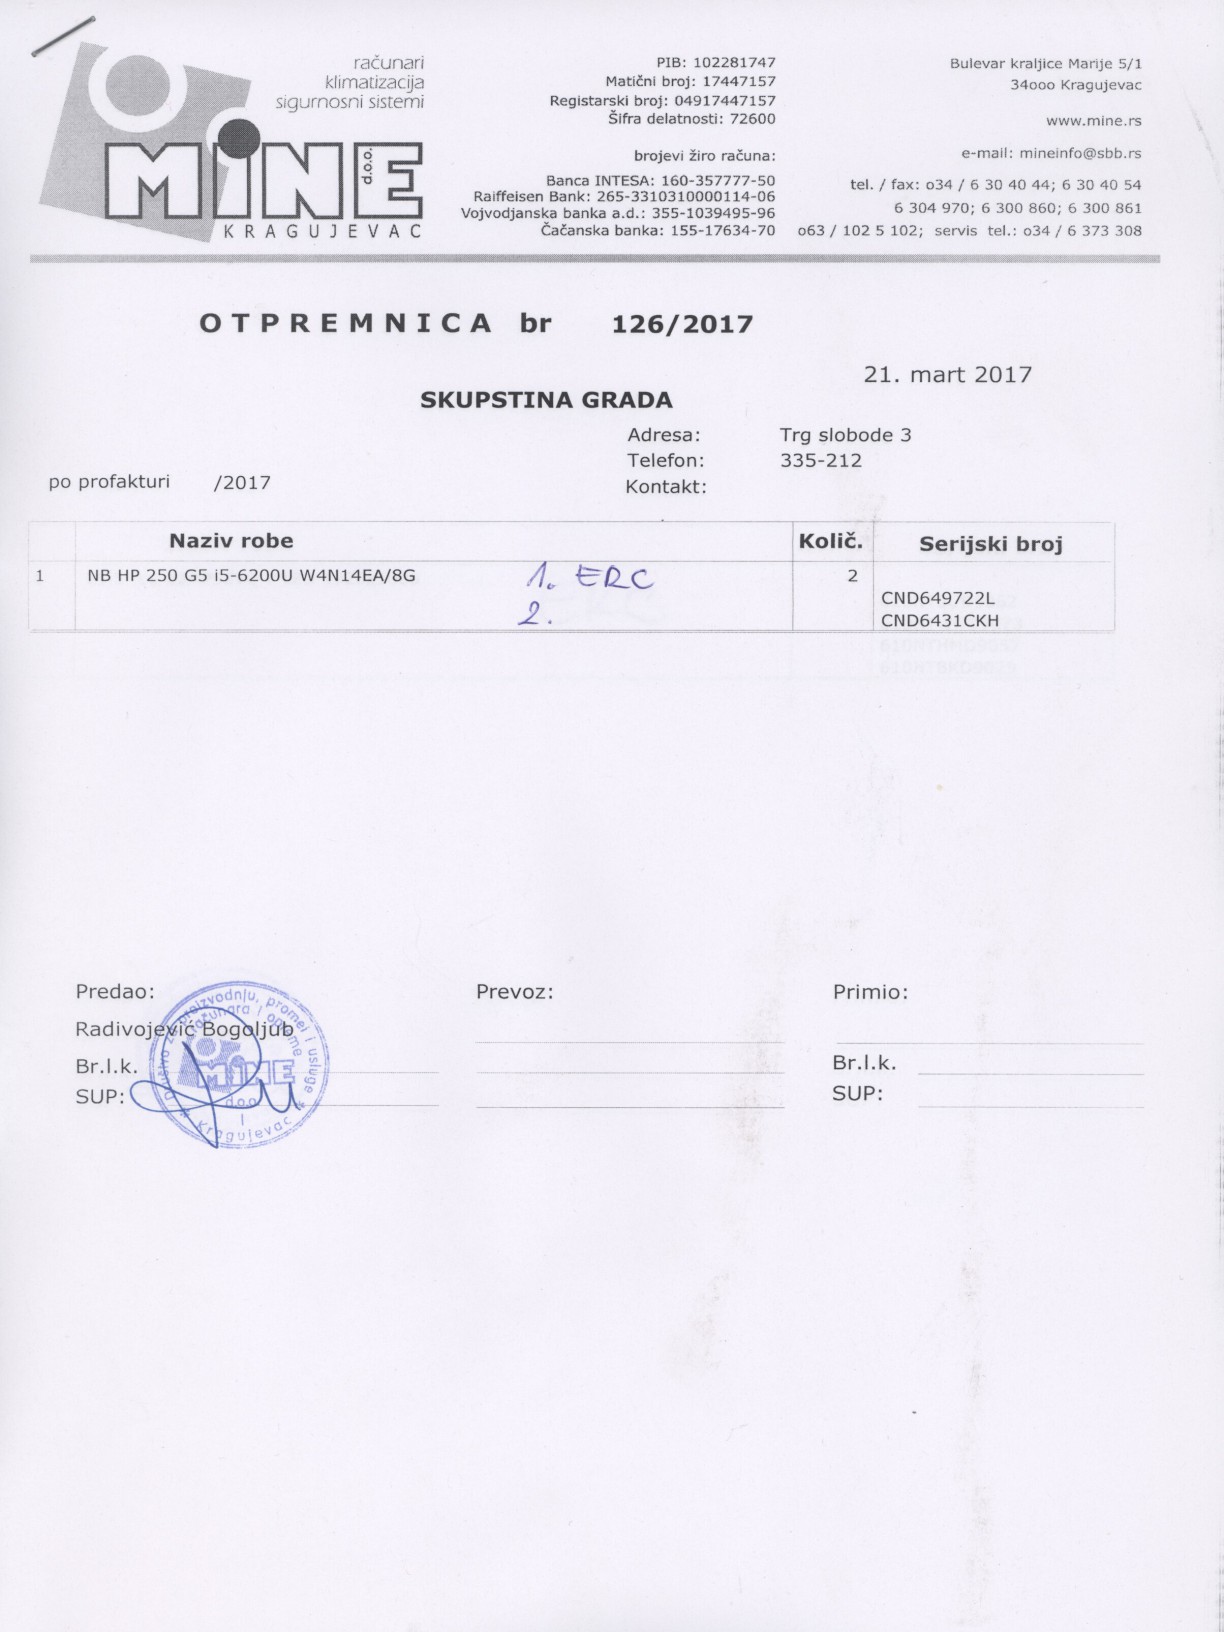 računari
klimatizacija
sigurnosni sistemi
MiNE d.o.o.
KRAGUJEVAC
PIB: 102281747
Matični broj: 17447157
Registarski broj: 04917447157
Šifra delatnosti: 72600
brojevi žiro računa:
Banca INTESA: 160-357777-50
Raiffeisen Bank: 265-3310310000114-06
Vojvodjanska banka a.d.: 355-1039495-96
Čačanska banka: 155-17634-70
Bulevar kraljice Marije 5/1
34000 Kragujevac
www.mine.rs
e-mail: mineinfo@sbb.rs
tel. / fax: 034 / 6 30 40 44; 6 30 40 54
6 304 970; 6 300 860; 6 300 861
063 / 102 5 102; servis tel.: 034 / 6 373 308
OTPREMNICA br 126/2017
21. mart 2017
SKUPSTINA GRADA
Adresa: Trg slobode 3
Telefon: 335-212
Kontakt:
po profakturi /2017
Naziv robe Količ. Serijski broj
1 NB HP 250 G5 i5-6200U W4N14EA/8G 1. ERC 2
2. CND649722L
CND6431CKH
Predao: Prevoz: Primio:
Radivojević Bogoljub
Br.l.k. Br.l.k.
SUP: SUP:
Društvo za proizvodnju, promet i usluge
računara i opreme
MiNE
d.o.o.
I
Kragujevac